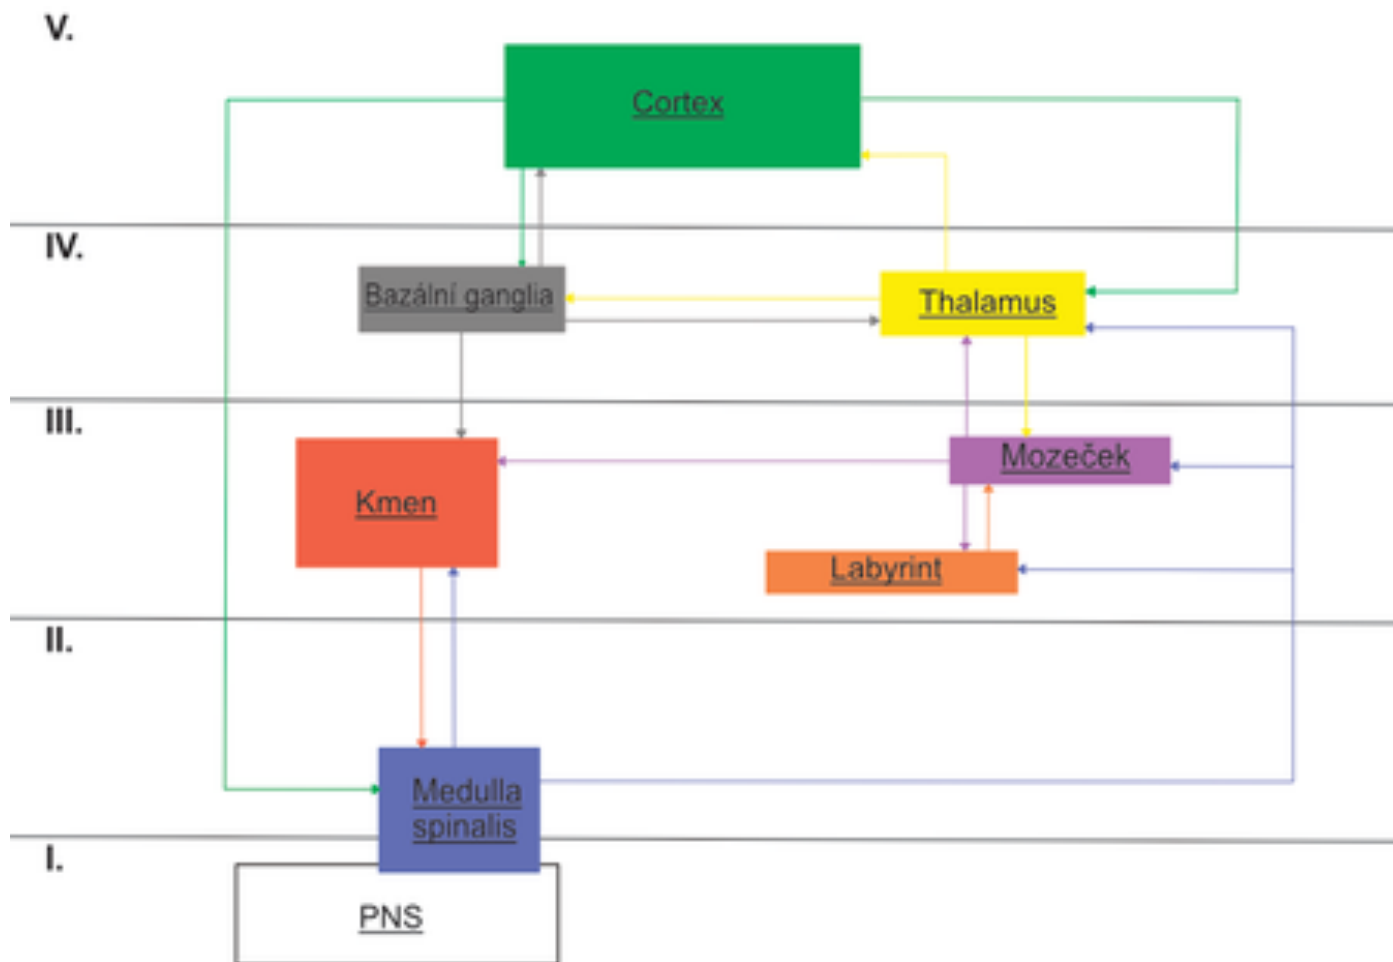 V.
Cortex
IV.
Bazální ganglia
Thalamus
III.
Mozeček
Kmen
Labyrint
II.
Medulla
spinalis
I.
PNS